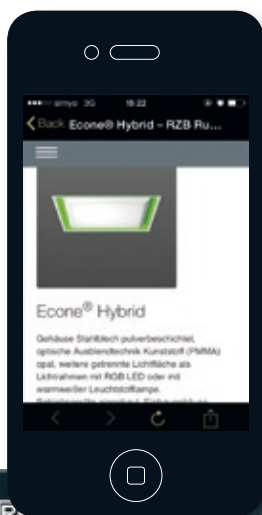 simyo 3G 16:22
Back Econe® Hybrid – RZB Ru...
Econe® Hybrid
Gehäuse Stahlblech pulverbeschichtet,
optische Ausblendtechnik Kunststoff (PMMA)
opal, weitere getrennte Lichtfläche als
Lichtrahmen mit RGB LED oder mit
warmweißer Leuchtstofflampe.